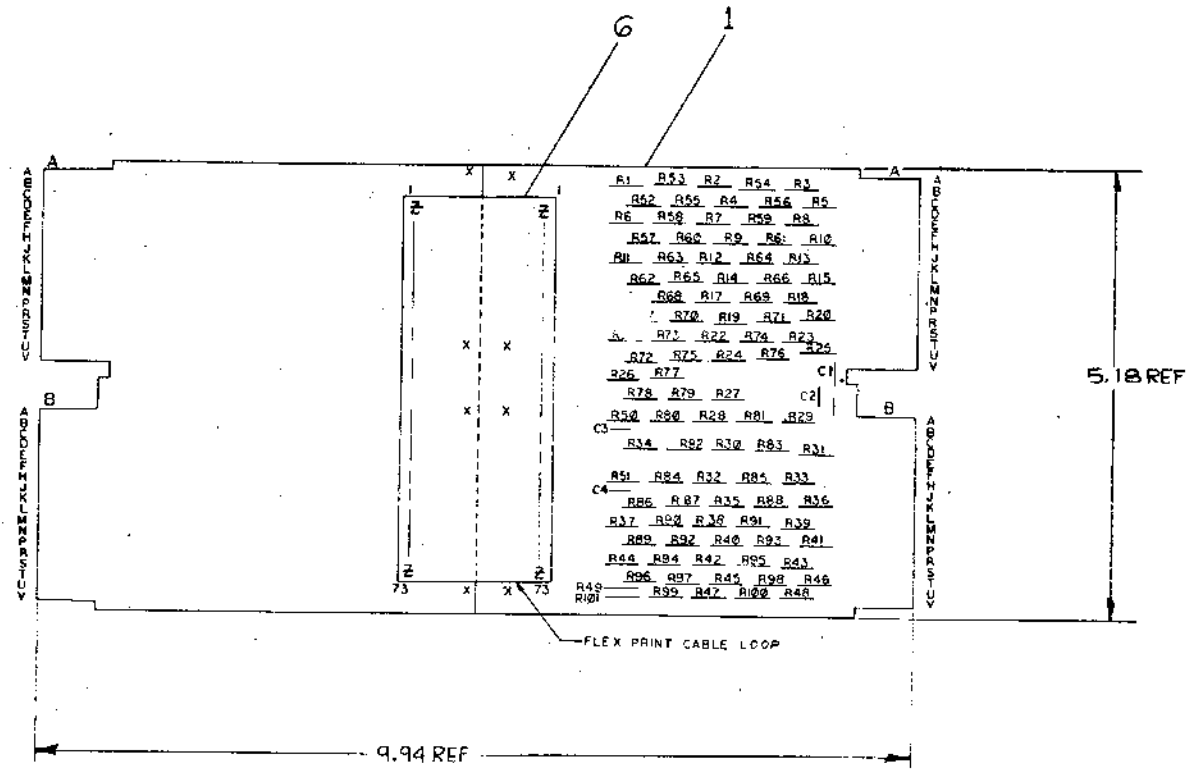 6 1
A A
A B C D E F H J K L M N P R S T U V
A B C D E F H J K L M N P R S T U V
X X
1 1
Z Z
R1 R53 R2 R54 R3
R52 R55 R4 R56 R5
R6 R58 R7 R59 R8
R57 R60 R9 R61 R10
R11 R63 R12 R64 R13
R62 R65 R14 R66 R15
R68 R17 R69 R18
R70 R19 R71 R20
R73 R22 R74 R23
X X
R72 R75 R24 R76 R25
R26 R77
C1
5.18 REF
R78 R79 R27
C2
B B
X X
R50 R80 R28 R81 R29
C3
R34 R82 R30 R83 R31
A B C D E F H J K L M N P R S T U V
A B C D E F H J K L M N P R S T U V
R51 R84 R32 R85 R33
C4
R86 R87 R35 R88 R36
R37 R90 R38 R91 R39
R89 R92 R40 R93 R41
R44 R94 R42 R95 R43
Z Z
R96 R97 R45 R98 R46
73 X X 73
R49
R99 R47 R100 R48
R101
FLEX PRINT CABLE LOOP
9.94 REF